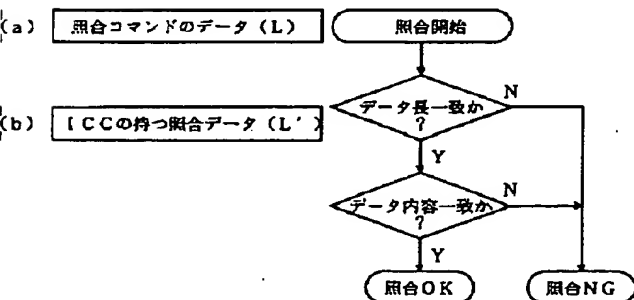 (a) 照合コマンドのデータ(L)
照合開始
データ長一致か
?
N
(b) ICCの持つ照合データ(L')
Y
データ内容一致か
?
N
Y
照合OK
照合NG